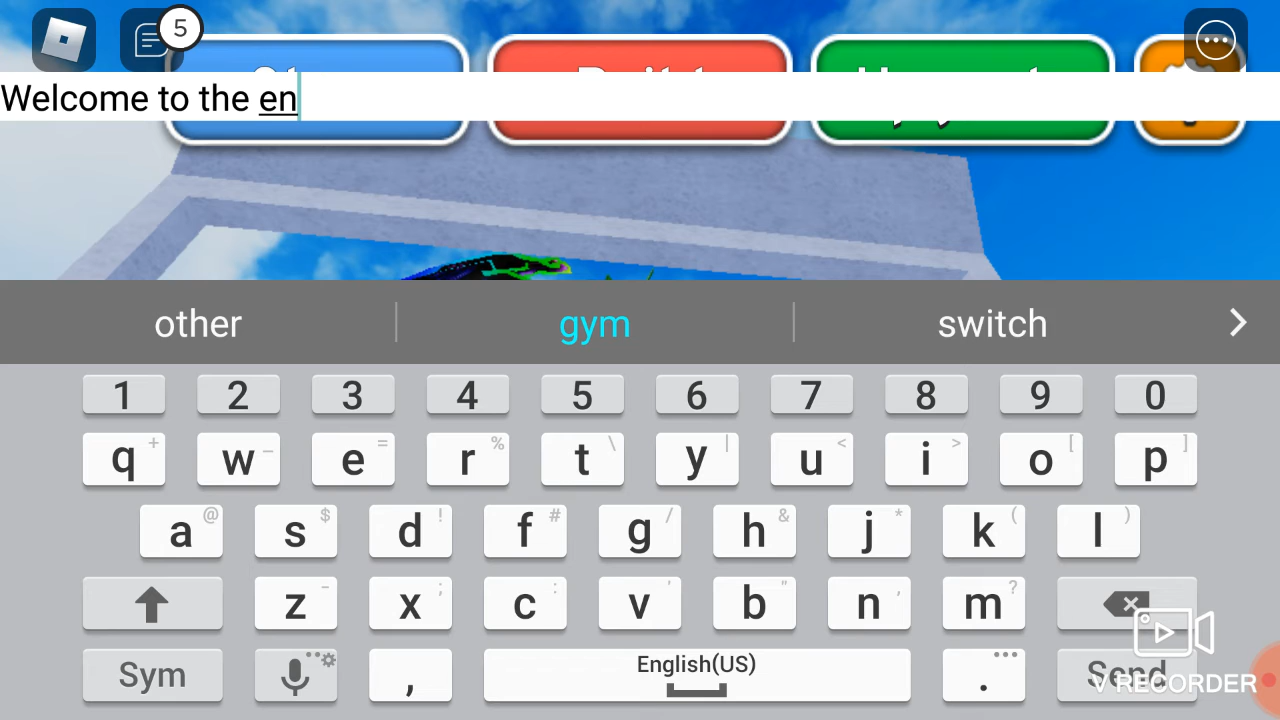 5
Welcome to the en
other gym switch
1 2 3 4 5 6 7 8 9 0
q + w - e = r % t \ y | u < i > o [ p ]
a @ s $ d ! f # g / h & j * k ( l )
z - x ; c : v ' b " n , m ?
Sym , English(US) . Send
V RECORDER